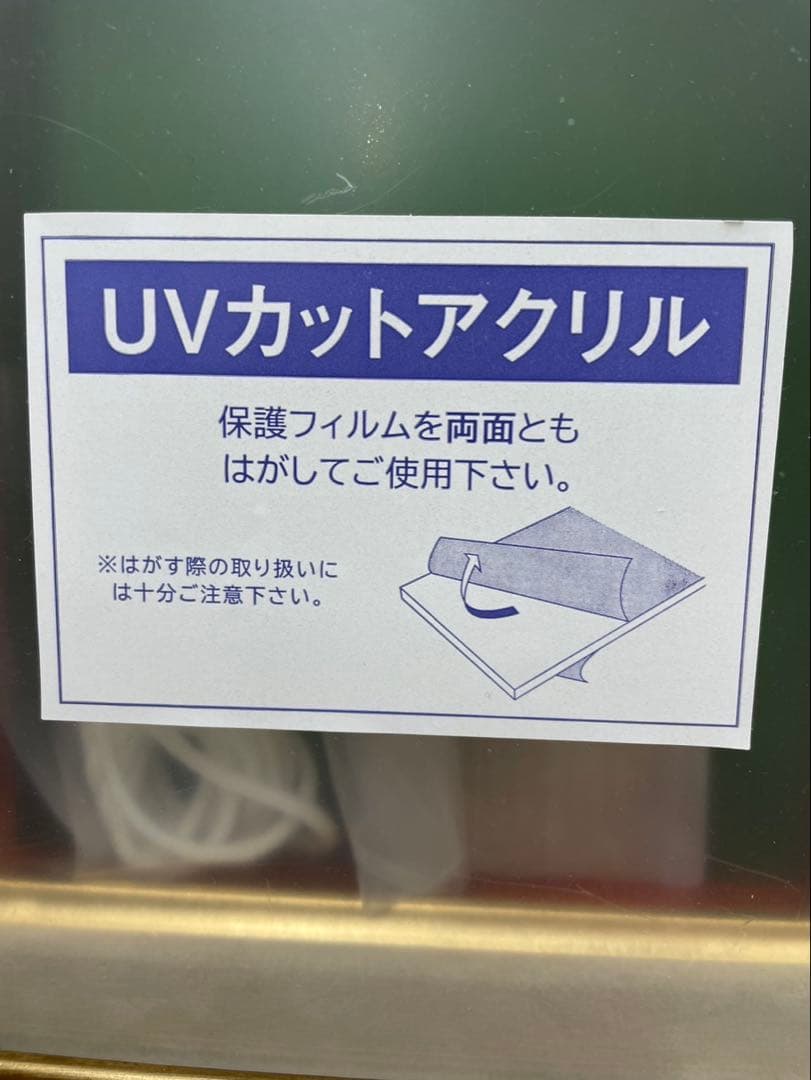 UVカットアクリル
保護フィルムを両面とも
はがしてご使用下さい。
※はがす際の取り扱いに
は十分ご注意下さい。